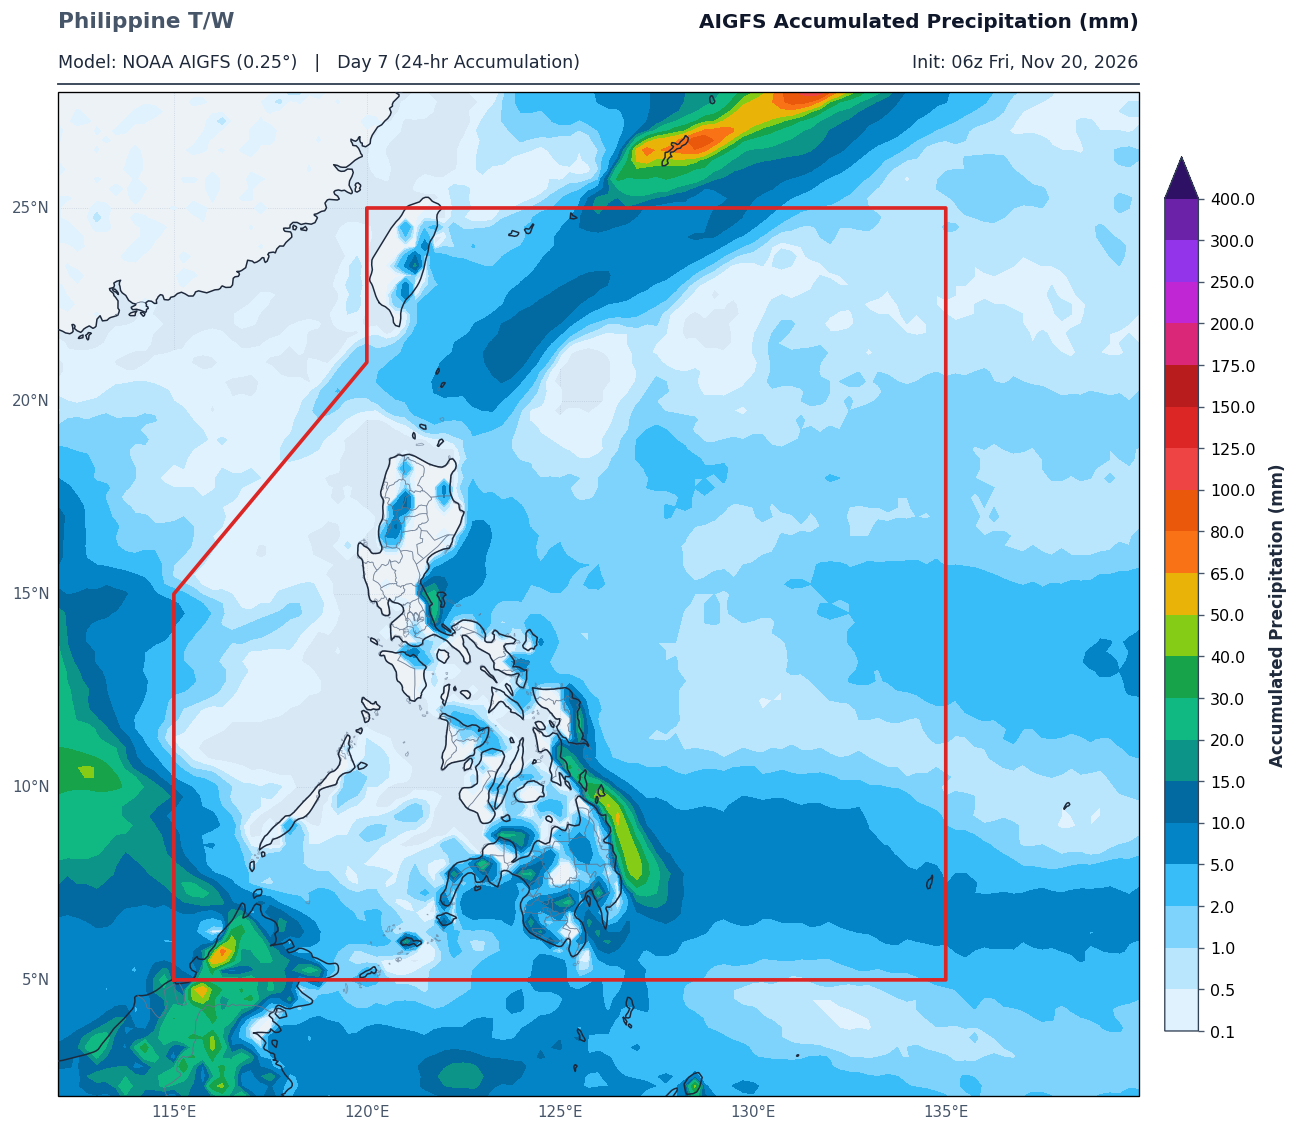 Philippine T/W
AIGFS Accumulated Precipitation (mm)
Model: NOAA AIGFS (0.25°)   |   Day 7 (24-hr Accumulation)
Init: 06z Fri, Nov 20, 2026
25°N
20°N
15°N
10°N
5°N
115°E
120°E
125°E
130°E
135°E
400.0
300.0
250.0
200.0
175.0
150.0
125.0
100.0
80.0
65.0
50.0
40.0
30.0
20.0
15.0
10.0
5.0
2.0
1.0
0.5
0.1
Accumulated Precipitation (mm)